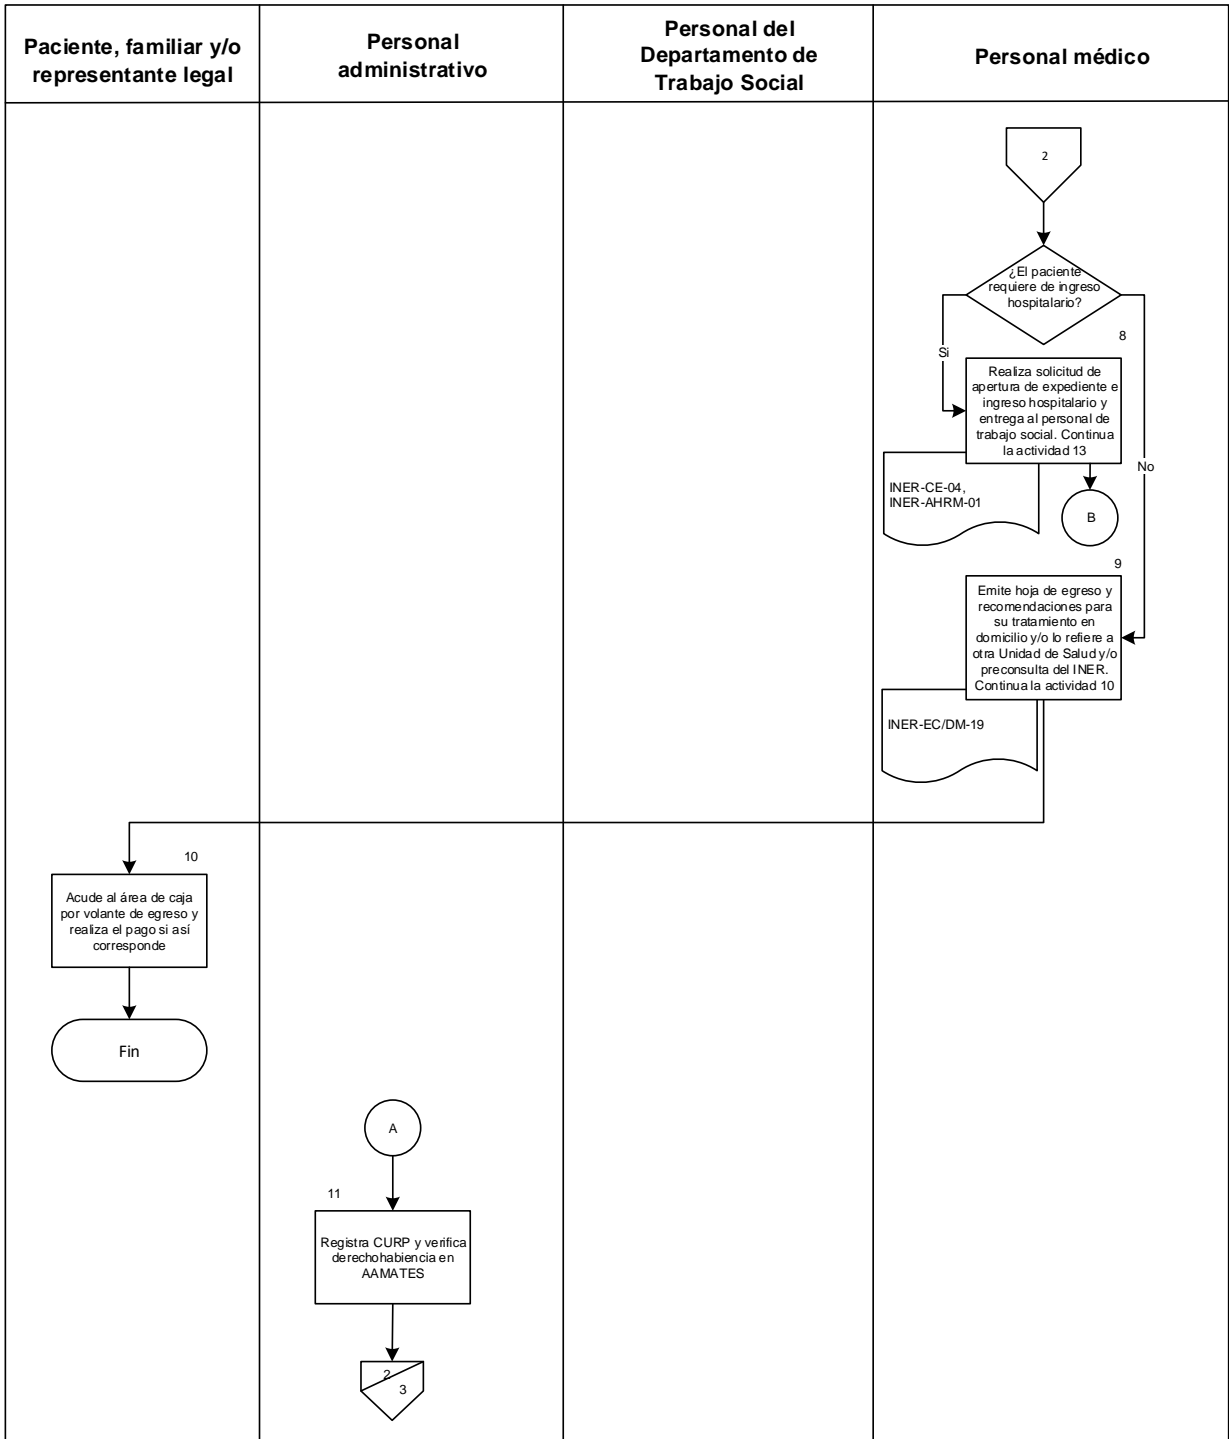 Paciente, familiar y/o
representante legal
Personal
administrativo
Personal del
Departamento de
Trabajo Social
Personal médico
2
¿El paciente
requiere de ingreso
hospitalario?
8
Si
Realiza solicitud de
apertura de expediente e
ingreso hospitalario y
entrega al personal de
trabajo social. Continua
la actividad 13
No
INER-CE-04,
INER-AHRM-01
B
9
Emite hoja de egreso y
recomendaciones para
su tratamiento en
domicilio y/o lo refiere a
otra Unidad de Salud y/o
preconsulta del INER.
Continua la actividad 10
INER-EC/DM-19
10
Acude al área de caja
por volante de egreso y
realiza el pago si así
corresponde
Fin
A
11
Registra CURP y verifica
derechohabiencia en
AAMATES
2
3